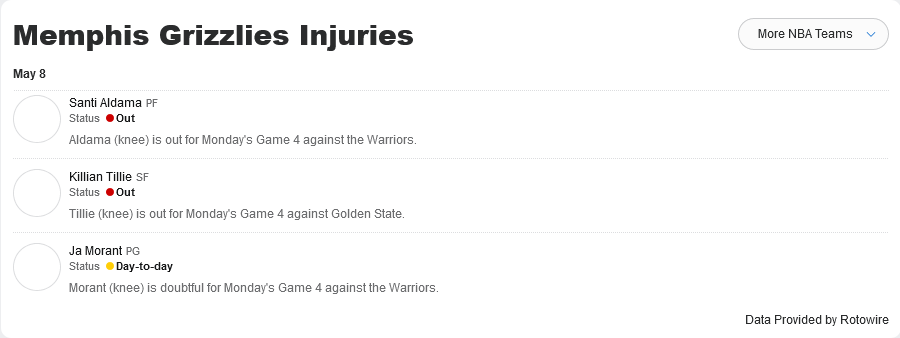 Memphis Grizzlies Injuries
More NBA Teams
May 8
Santi Aldama PF
Status Out
Aldama (knee) is out for Monday's Game 4 against the Warriors.
Killian Tillie SF
Status Out
Tillie (knee) is out for Monday's Game 4 against Golden State.
Ja Morant PG
Status Day-to-day
Morant (knee) is doubtful for Monday's Game 4 against the Warriors.
Data Provided by Rotowire